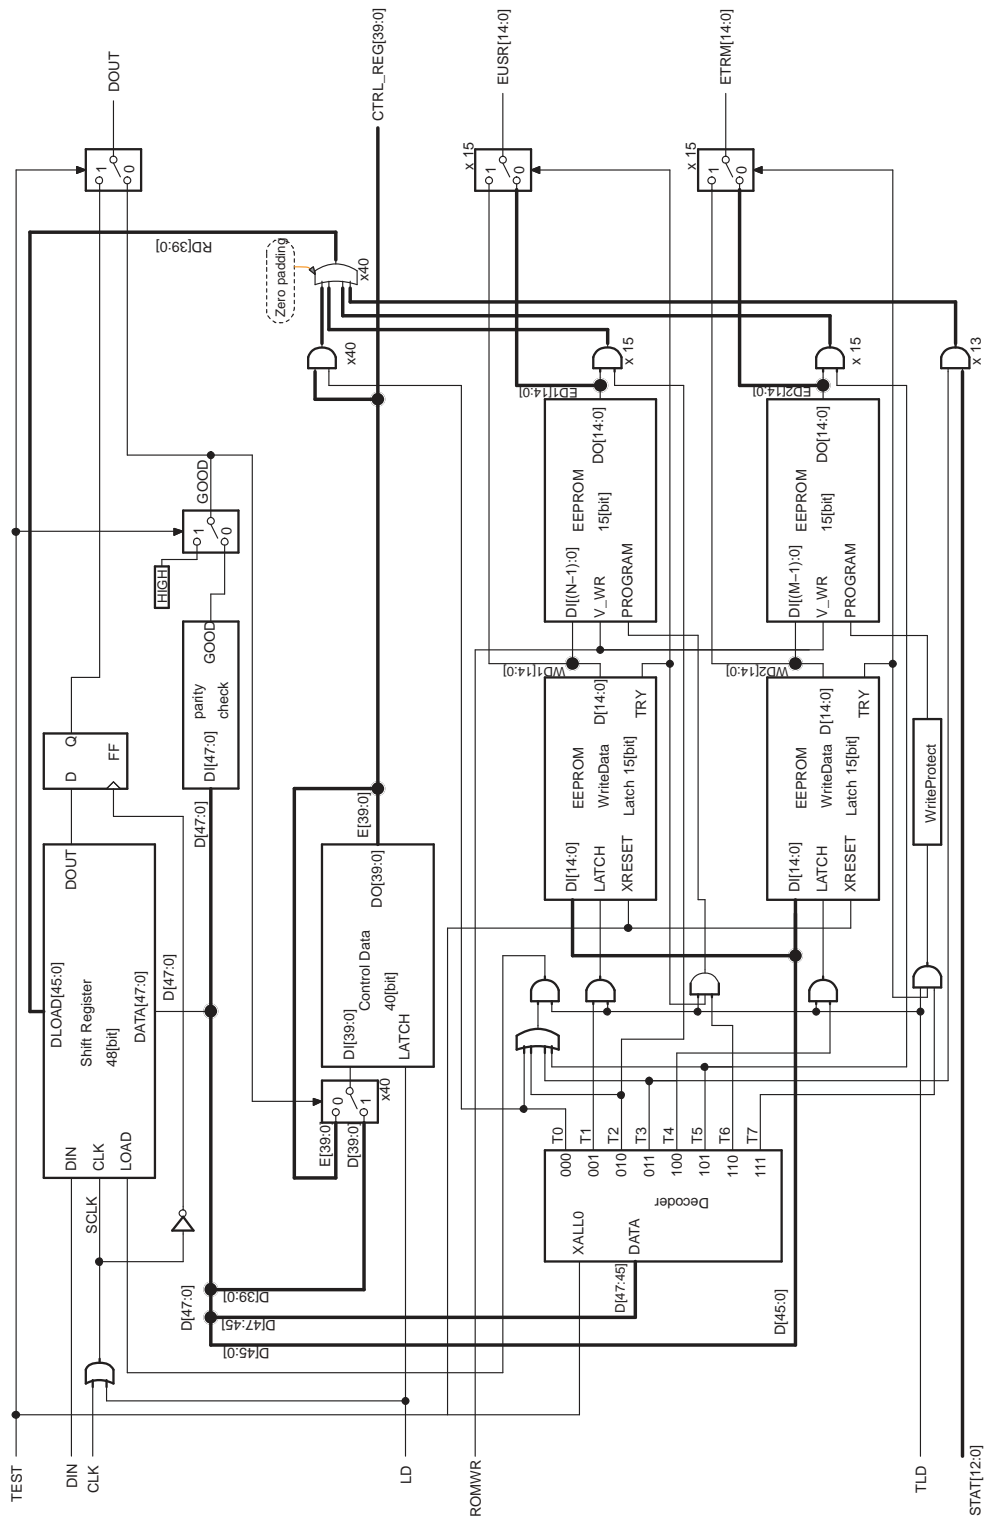 DOUT
CTRL_REG[39:0]
EUSR[14:0]
ETRM[14:0]
1
0
x 15
1
0
x 15
1
0
RD[39:0]
Zero padding
x40
x40
x 15
x 15
x 13
ED1[14:0]
ED2[14:0]
GOOD
1
0
HIGH
DO[14:0]
EEPROM
15[bit]
DI[(N–1):0]
V_WR
PROGRAM
DO[14:0]
EEPROM
15[bit]
DI[(M–1):0]
V_WR
PROGRAM
GOOD
parity
check
DI[47:0]
D[47:0]
WD1[14:0]
WD2[14:0]
Q
D
FF
D[14:0]
TRY
EEPROM
WriteData
Latch 15[bit]
DI[14:0]
LATCH
XRESET
D[14:0]
TRY
EEPROM
WriteData
Latch 15[bit]
DI[14:0]
LATCH
XRESET
WriteProtect
E[39:0]
DO[39:0]
Control Data
40[bit]
DI[39:0]
LATCH
DOUT
DLOAD[45:0]
Shift Register
48[bit]
DATA[47:0]
D[47:0]
DIN
CLK
LOAD
SCLK
0
1
x40
E[39:0]
D[39:0]
T0
T1
T2
T3
T4
T5
T6
T7
000
001
010
011
100
101
110
111
Decoder
XALL0
DATA
D[47:45]
D[47:0]
D[39:0]
D[47:45]
D[45:0]
D[45:0]
TEST
DIN
CLK
LD
ROMWR
TLD
STAT[12:0]